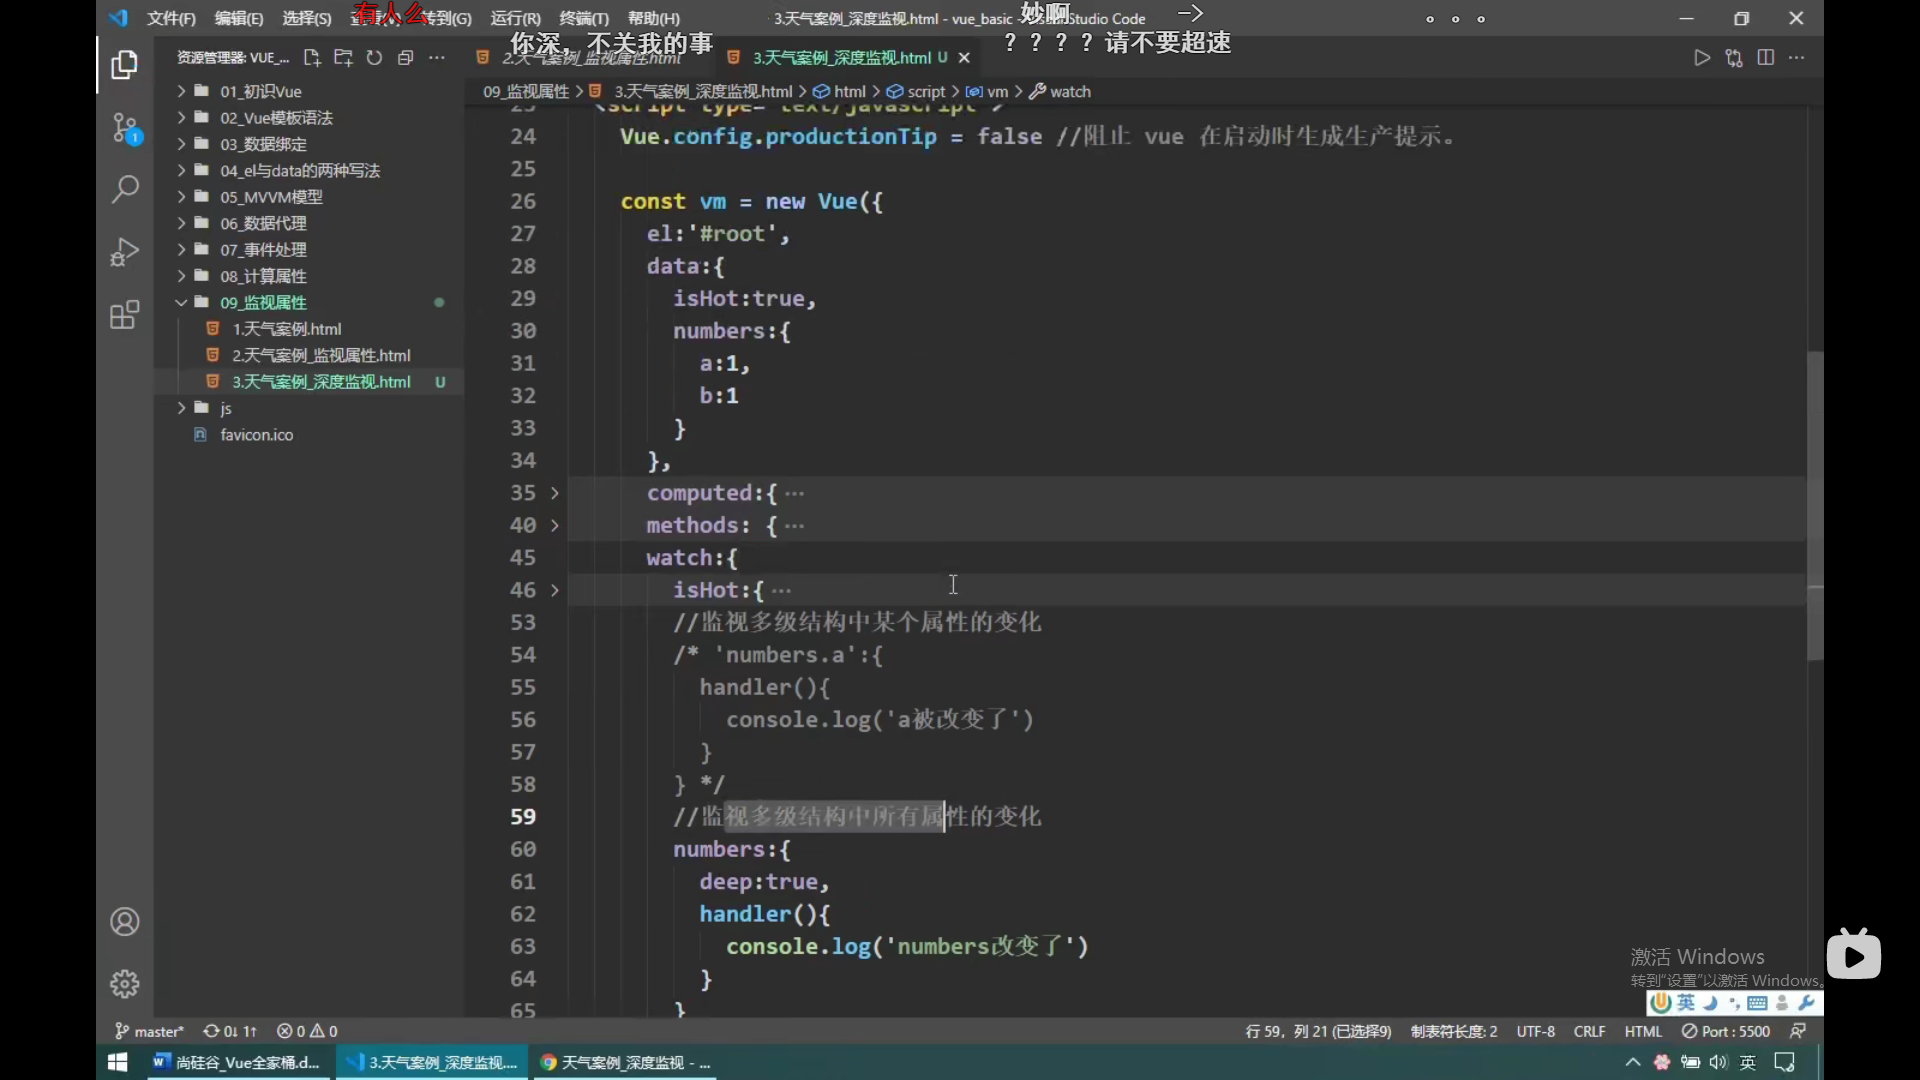 文件(F) 编辑(E) 选择(S) 转到(G) 运行(R) 终端(T) 帮助(H)
有人么
3.天气案例_深度监视.html - vue_basic - Studio Code
妙啊
->
。。。
你深，不关我的事
？？？？请不要超速
资源管理器: VUE_...
2.天气案例_监视属性.html
3.天气案例_深度监视.html U
09_监视属性 > 3.天气案例_深度监视.html > html > script > vm > watch
01_初识Vue
02_Vue模板语法
03_数据绑定
04_el与data的两种写法
05_MVVM模型
06_数据代理
07_事件处理
08_计算属性
09_监视属性
1.天气案例.html
2.天气案例_监视属性.html
3.天气案例_深度监视.html U
js
favicon.ico
23 <script type="text/javascript">
24 Vue.config.productionTip = false //阻止 vue 在启动时生成生产提示。
25
26 const vm = new Vue({
27 el:'#root',
28 data:{
29 isHot:true,
30 numbers:{
31 a:1,
32 b:1
33 }
34 },
35 computed:{ ···
40 methods: { ···
45 watch:{
46 isHot:{ ···
53 //监视多级结构中某个属性的变化
54 /* 'numbers.a':{
55 handler(){
56 console.log('a被改变了')
57 }
58 } */
59 //监视多级结构中所有属性的变化
60 numbers:{
61 deep:true,
62 handler(){
63 console.log('numbers改变了')
64 }
65 }
激活 Windows
转到“设置”以激活 Windows。
英
master* 0↓ 1↑ 0 0
行 59，列 21 (已选择9) 制表符长度: 2 UTF-8 CRLF HTML Port : 5500
尚硅谷_Vue全家桶.d...
3.天气案例_深度监视....
天气案例_深度监视 - ...
英